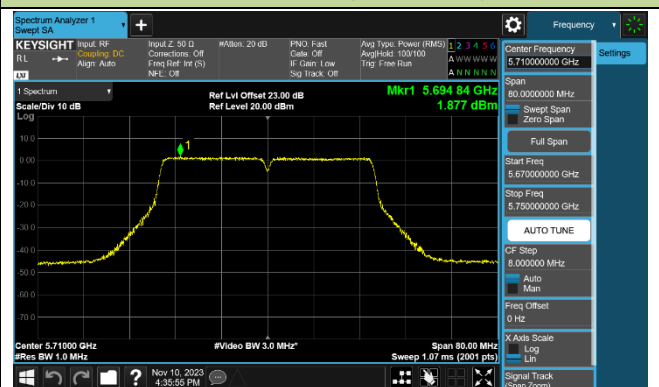 Spectrum Analyzer 1
Swept SA
Frequency
KEYSIGHT Input: RF
RL Coupling: DC
Align: Auto
Input Z: 50 Ω
Corrections: Off
Freq Ref: Int (S)
NFE: Off
#Atten: 20 dB
PNO: Fast
Gate: Off
IF Gain: Low
Sig Track: Off
Avg Type: Power (RMS)
Avg|Hold: 100/100
Trig: Free Run
1 2 3 4 5 6
A W W W W W
A N N N N N
LXI
1 Spectrum
Scale/Div 10 dB
Log
Ref Lvl Offset 23.00 dB
Ref Level 20.00 dBm
Mkr1 5.694 84 GHz
1.877 dBm
1
10.0
0.00
-10.0
-20.0
-30.0
-40.0
-50.0
-60.0
-70.0
Center 5.71000 GHz
#Res BW 1.0 MHz
#Video BW 3.0 MHz*
Span 80.00 MHz
Sweep 1.07 ms (2001 pts)
Nov 10, 2023
4:35:55 PM
Center Frequency
5.710000000 GHz
Settings
Span
80.0000000 MHz
Swept Span
Zero Span
Full Span
Start Freq
5.670000000 GHz
Stop Freq
5.750000000 GHz
AUTO TUNE
CF Step
8.000000 MHz
Auto
Man
Freq Offset
0 Hz
X Axis Scale
Log
Lin
Signal Track
(Span Zoom)